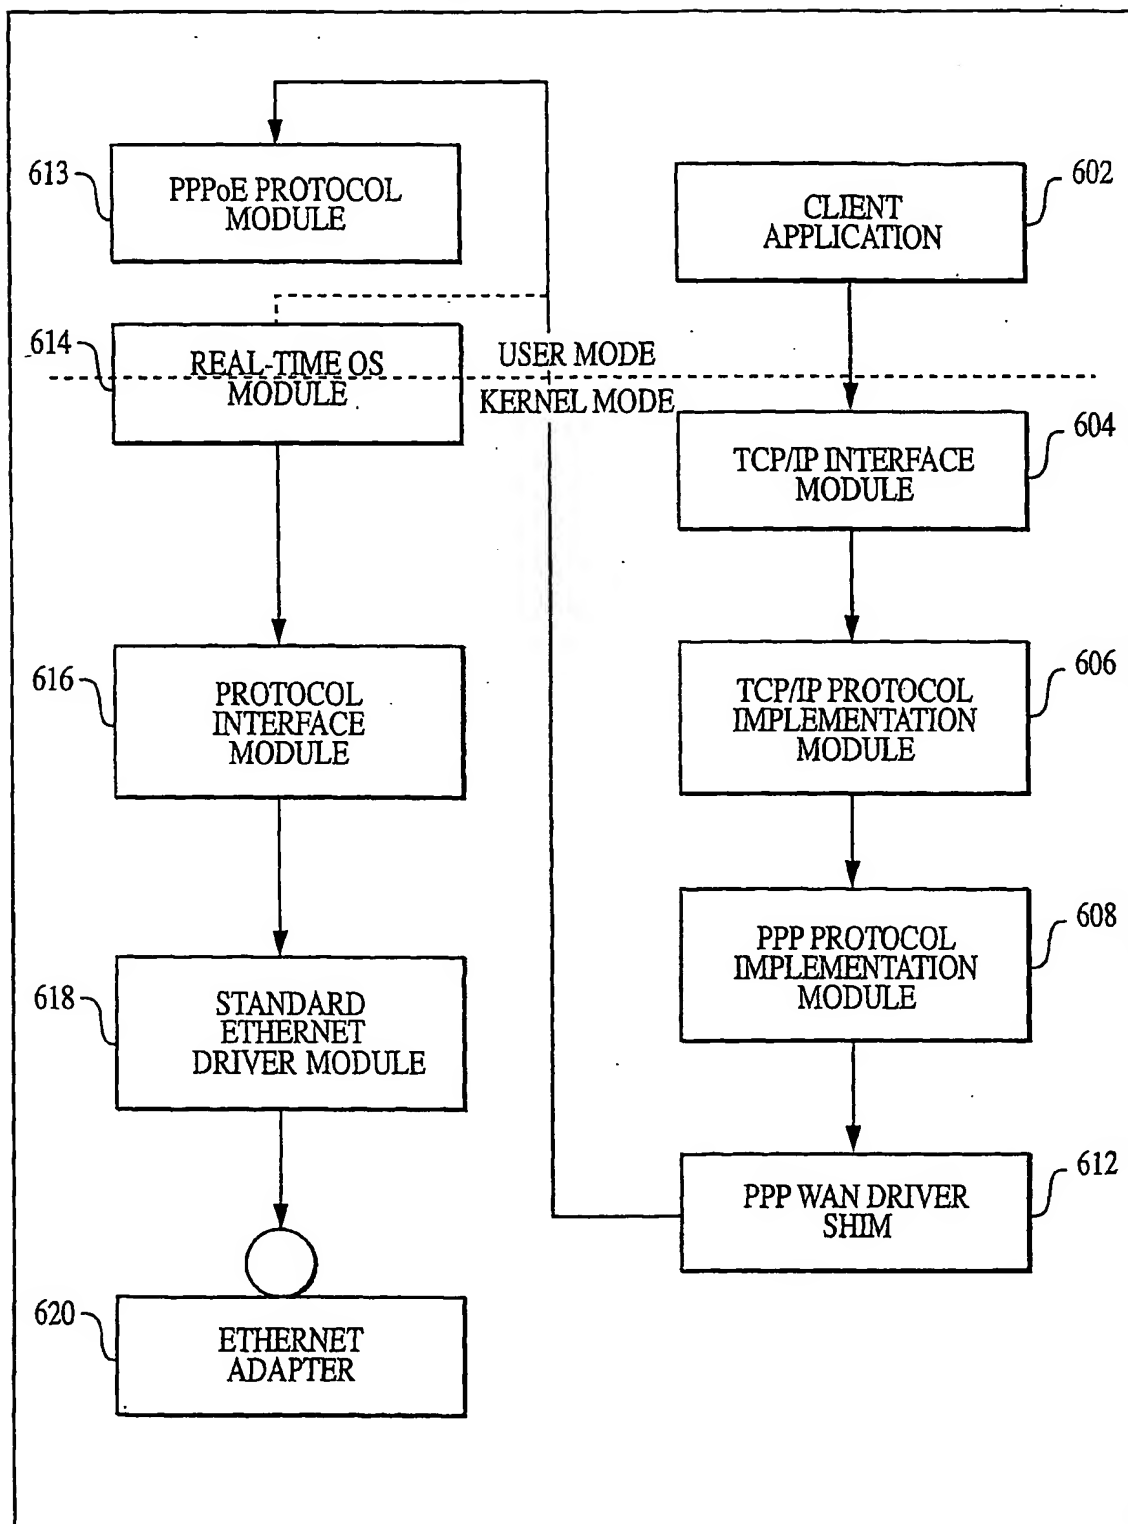 613
PPPoE PROTOCOL
MODULE
602
CLIENT
APPLICATION
614
REAL-TIME OS
MODULE
USER MODE
KERNEL MODE
604
TCP/IP INTERFACE
MODULE
616
PROTOCOL
INTERFACE
MODULE
606
TCP/IP PROTOCOL
IMPLEMENTATION
MODULE
608
PPP PROTOCOL
IMPLEMENTATION
MODULE
618
STANDARD
ETHERNET
DRIVER MODULE
612
PPP WAN DRIVER
SHIM
620
ETHERNET
ADAPTER